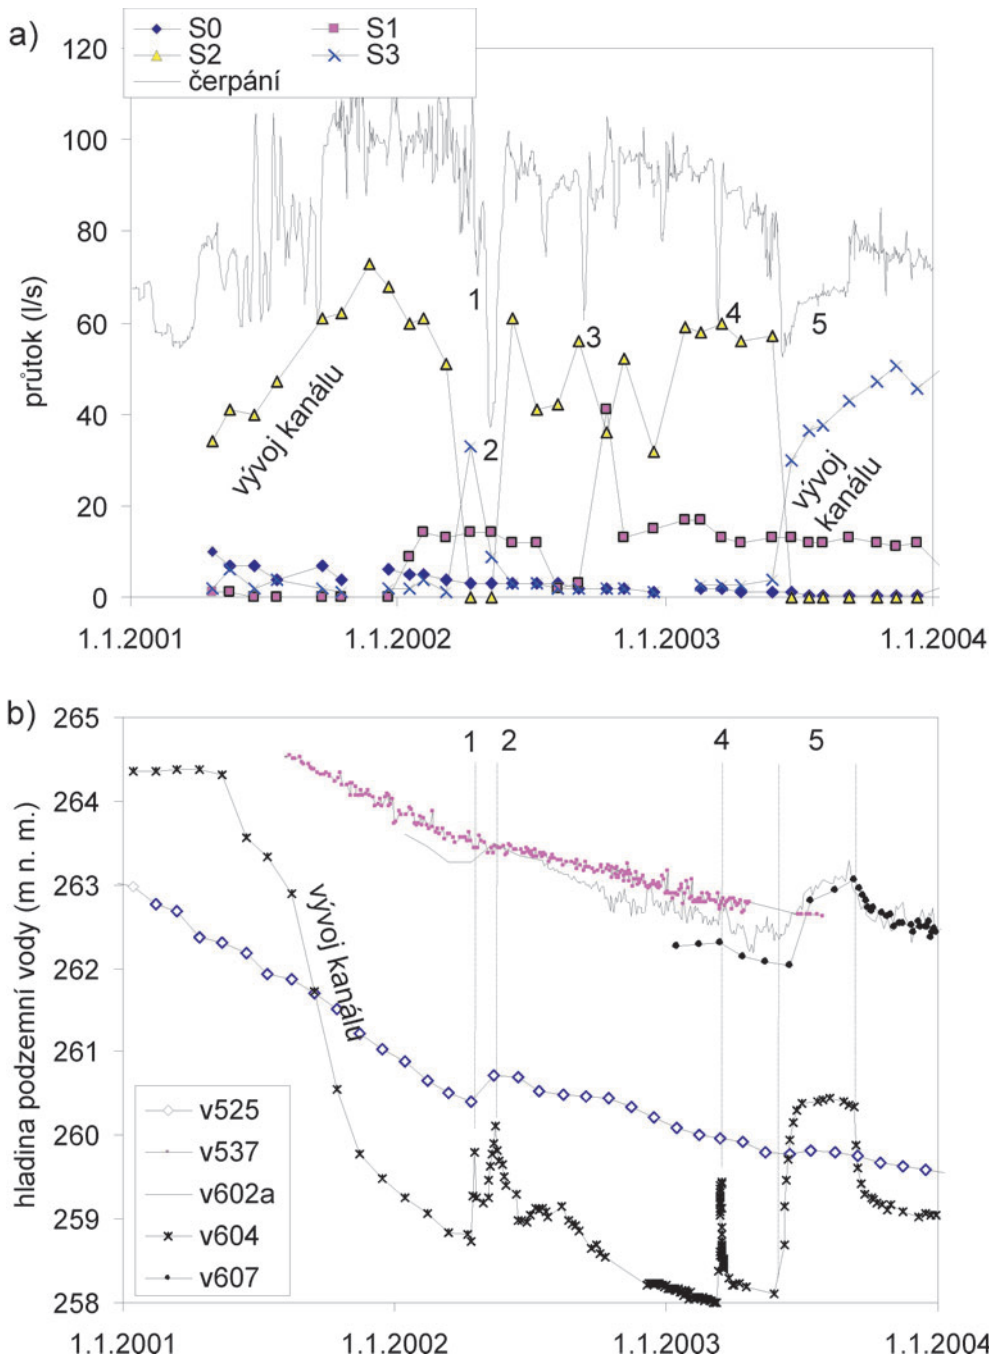 a)
S0 S1
S2 S3
čerpání
120
100
80
60
40
20
0
průtok (l/s)
vývoj kanálu
1
2
3
4
5
vývoj
kanálu
1.1.2001 1.1.2002 1.1.2003 1.1.2004
b)
265
264
263
262
261
260
259
258
hladina podzemní vody (m n. m.)
1 2 4 5
vývoj kanálu
v525
v537
v602a
v604
v607
1.1.2001 1.1.2002 1.1.2003 1.1.2004